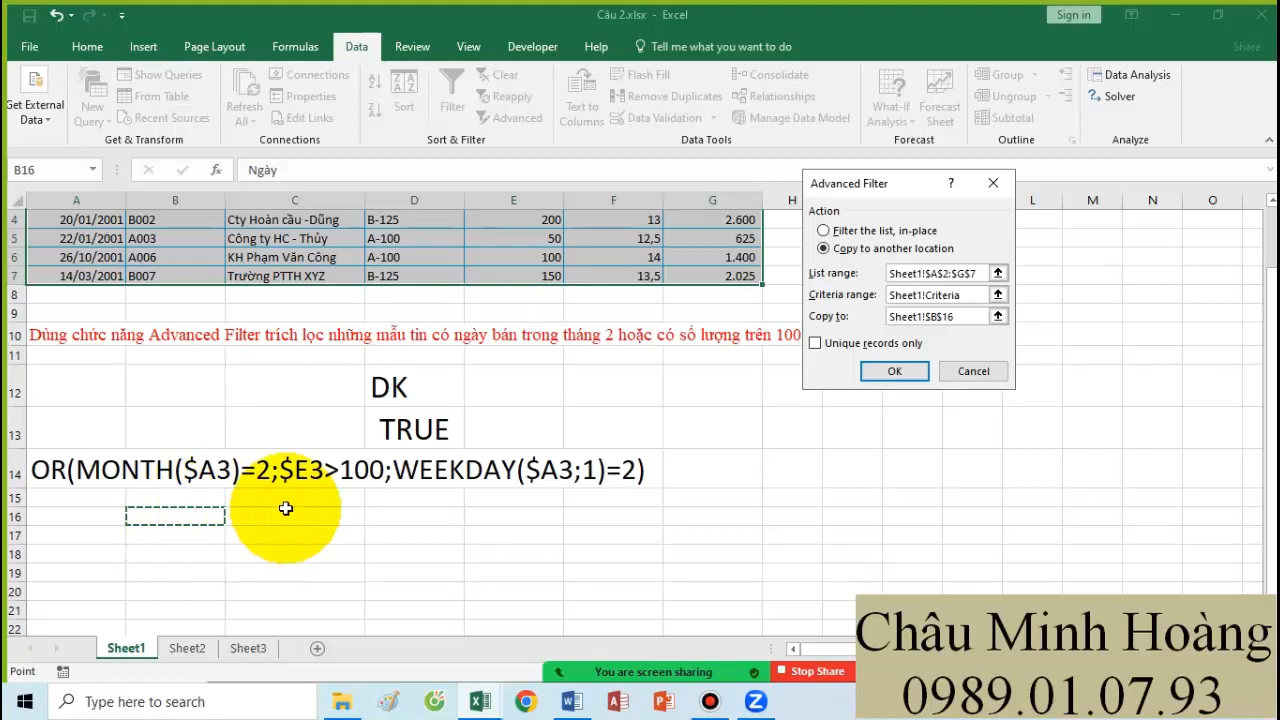 Câu 2.xlsx - Excel
Sign in
File Home Insert Page Layout Formulas Data Review View Developer Help Tell me what you want to do Share
Get External Data
New Query
Show Queries
From Table
Recent Sources
Get & Transform
Refresh All
Connections
Properties
Edit Links
Connections
Sort
Filter
Clear
Reapply
Advanced
Sort & Filter
Text to Columns
Flash Fill
Remove Duplicates
Data Validation
Consolidate
Relationships
Manage Data Model
Data Tools
What-If Analysis
Forecast Sheet
Forecast
Group
Ungroup
Subtotal
Outline
Data Analysis
Solver
Analyze
B16 fx Ngày
A B C D E F G H L M N O
4 20/01/2001 B002 Cty Hoàn cầu -Dũng B-125 200 13 2.600
5 22/01/2001 A003 Công ty HC - Thủy A-100 50 12,5 625
6 26/10/2001 A006 KH Phạm Văn Công A-100 100 14 1.400
7 14/03/2001 B007 Trường PTTH XYZ B-125 150 13,5 2.025
8
9
10 Dùng chức năng Advanced Filter trích lọc những mẫu tin có ngày bán trong tháng 2 hoặc có số lượng trên 100
11
12 DK
13 TRUE
14 OR(MONTH($A3)=2;$E3>100;WEEKDAY($A3;1)=2)
15
16
17
18
19
20
21
22
Advanced Filter ?
Action
Filter the list, in-place
Copy to another location
List range: Sheet1!$A$2:$G$7
Criteria range: Sheet1!Criteria
Copy to: Sheet1!$B$16
Unique records only
OK Cancel
Sheet1 Sheet2 Sheet3
Point
You are screen sharing Stop Share
Type here to search
Châu Minh Hoàng
0989.01.07.93